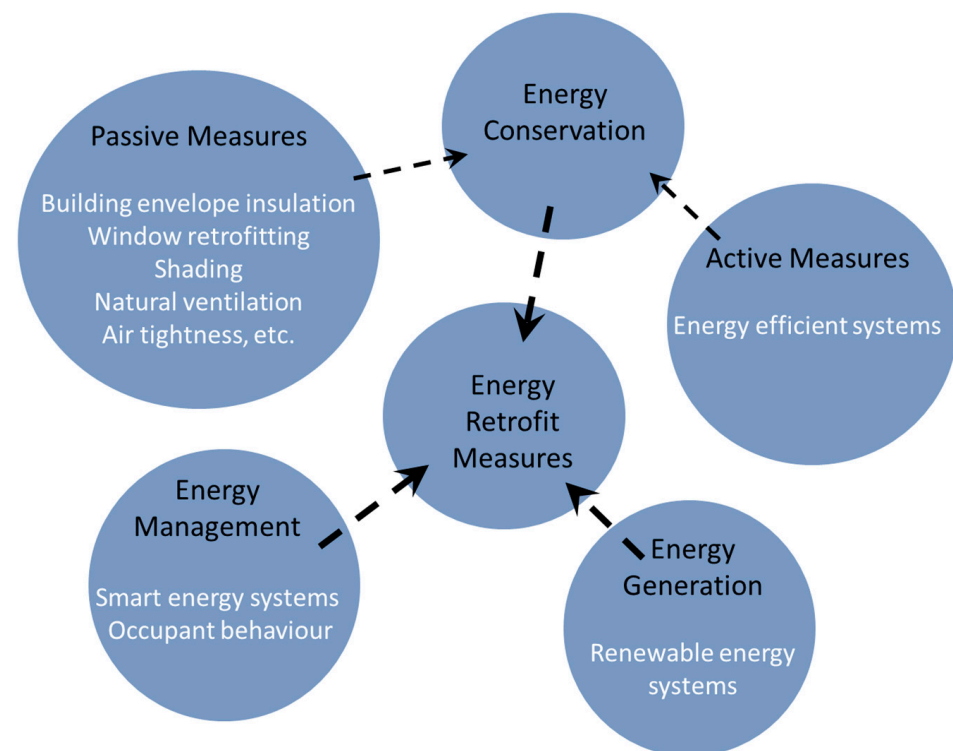 Energy
Conservation
Passive Measures
Building envelope insulation
Window retrofitting
Shading
Natural ventilation
Air tightness, etc.
Active Measures
Energy efficient systems
Energy
Retrofit
Measures
Energy
Management
Smart energy systems
Occupant behaviour
Energy
Generation
Renewable energy
systems